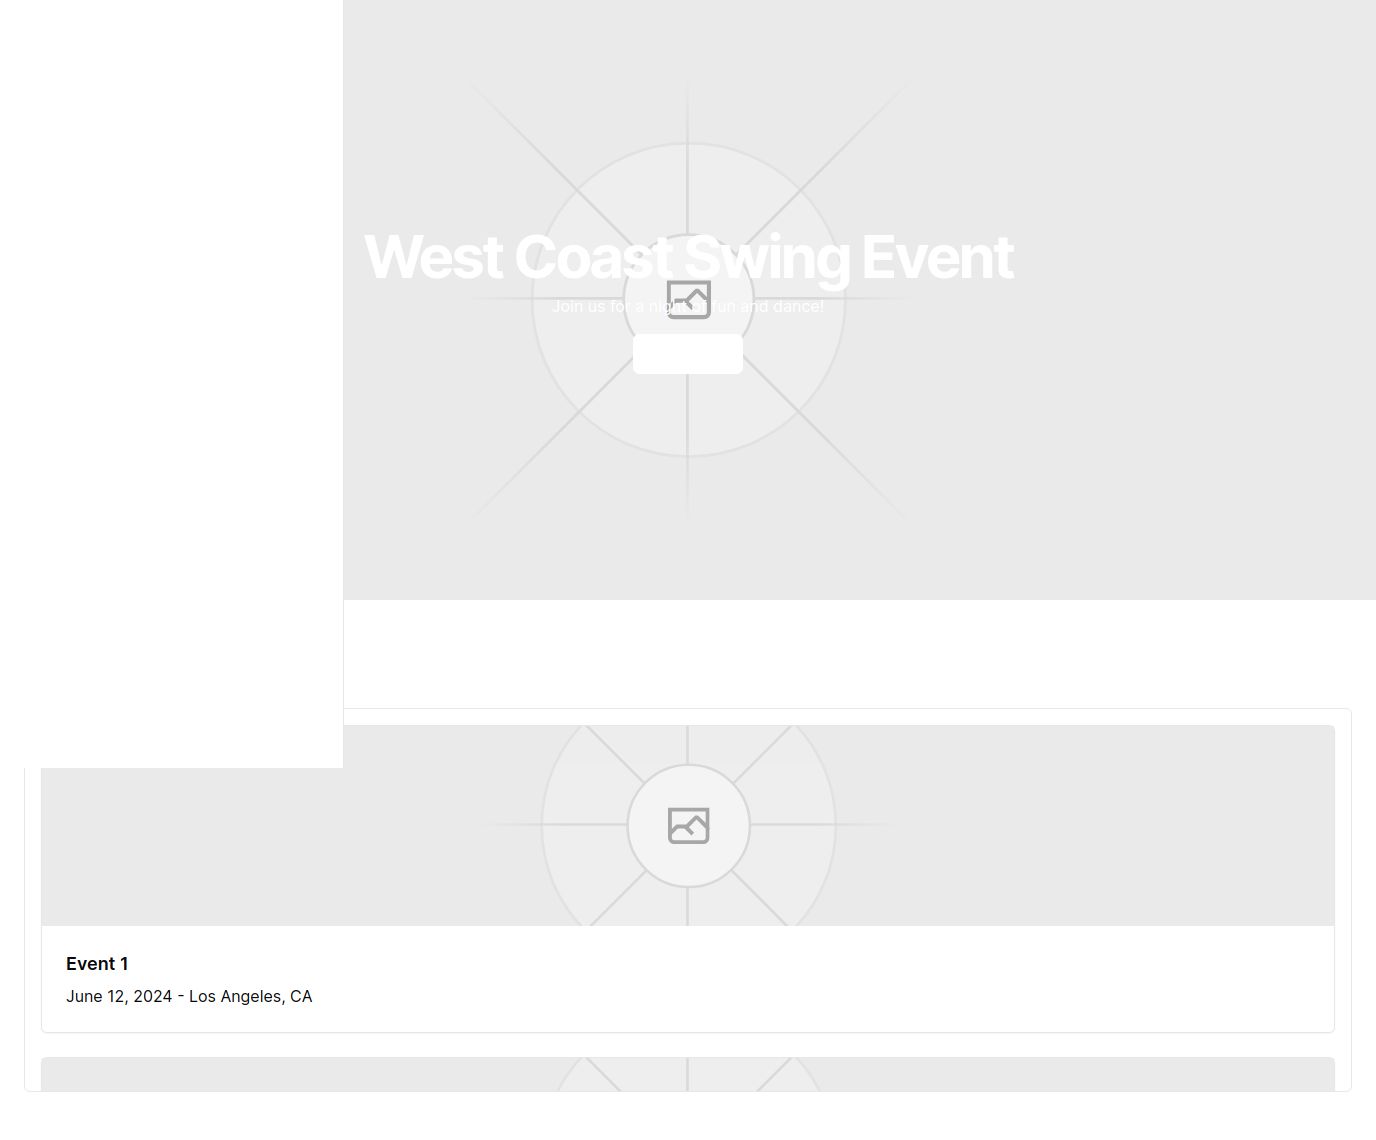 West Coast Swing Event
Join us for a night of fun and dance!
Event 1
June 12, 2024 - Los Angeles, CA